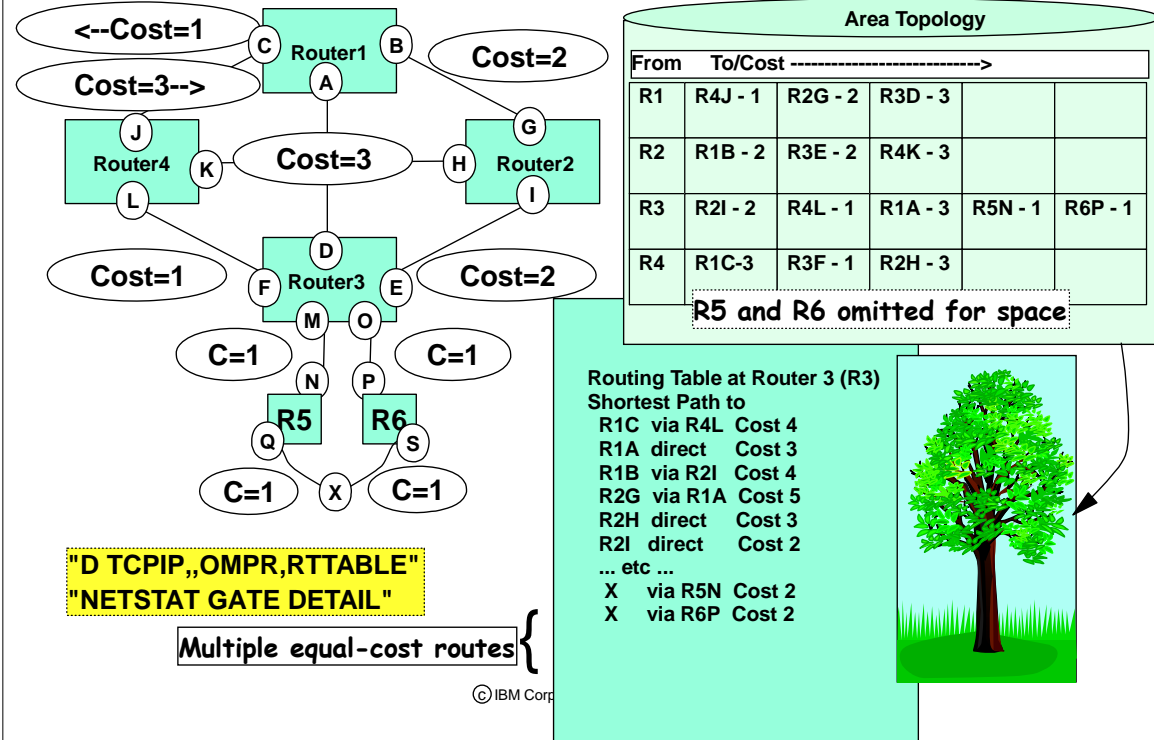 <--Cost=1
Cost=3-->
C
Router1
B
A
Cost=2
J
Router4
K
L
Cost=3
G
H
Router2
I
D
F
Router3
E
M
O
Cost=1
Cost=2
C=1
C=1
N
P
R5
R6
Q
S
C=1
X
C=1
"D TCPIP,,OMPR,RTTABLE"
"NETSTAT GATE DETAIL"
Multiple equal-cost routes {
©IBM Corp
Area Topology
From To/Cost --------------------------->
R1 R4J - 1 R2G - 2 R3D - 3
R2 R1B - 2 R3E - 2 R4K - 3
R3 R2I - 2 R4L - 1 R1A - 3 R5N - 1 R6P - 1
R4 R1C-3 R3F - 1 R2H - 3
R5 and R6 omitted for space
Routing Table at Router 3 (R3)
Shortest Path to
R1C via R4L Cost 4
R1A direct Cost 3
R1B via R2I Cost 4
R2G via R1A Cost 5
R2H direct Cost 3
R2I direct Cost 2
... etc ...
X via R5N Cost 2
X via R6P Cost 2